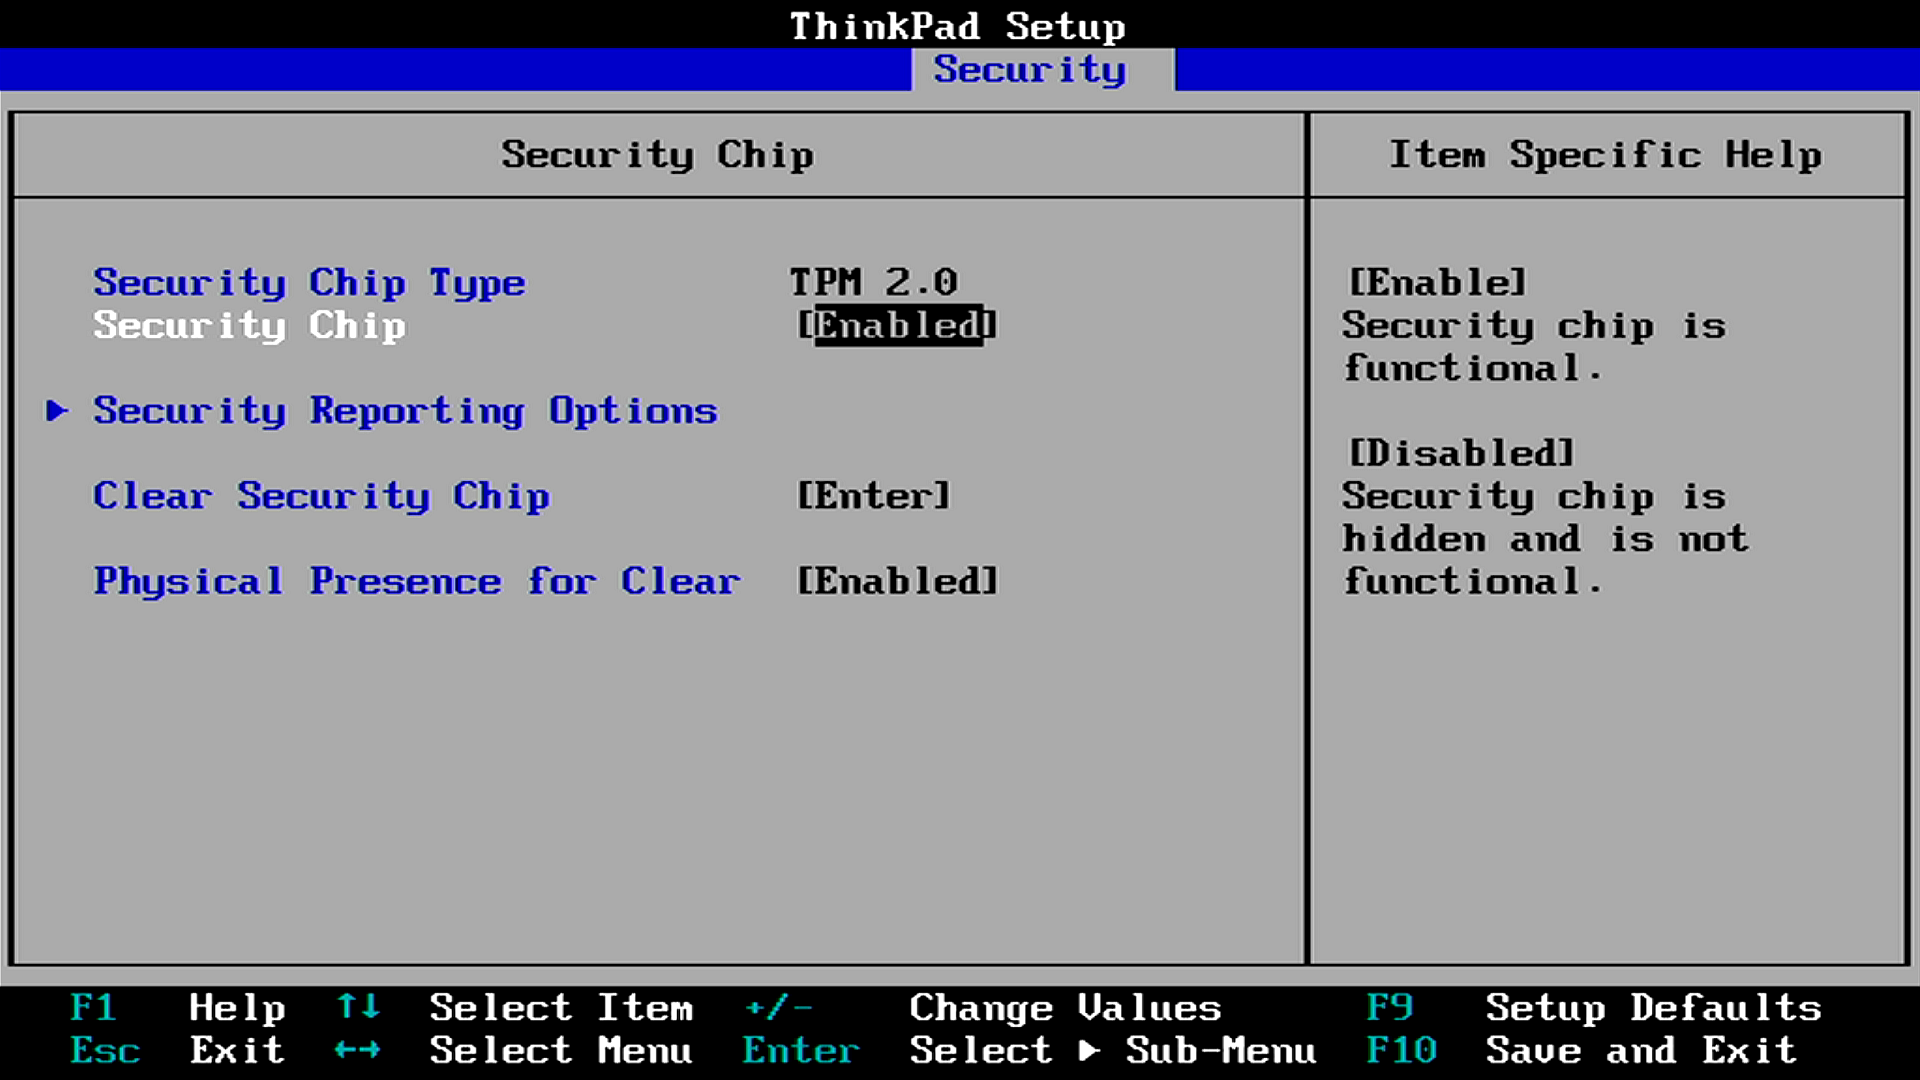 ThinkPad Setup
Security
Security Chip
Item Specific Help
Security Chip Type TPM 2.0
Security Chip [Enabled]
Security Reporting Options
Clear Security Chip [Enter]
Physical Presence for Clear [Enabled]
[Enable]
Security chip is
functional.
[Disabled]
Security chip is
hidden and is not
functional.
F1 Help ↑↓ Select Item +/- Change Values F9 Setup Defaults
Esc Exit ←→ Select Menu Enter Select ▶ Sub-Menu F10 Save and Exit